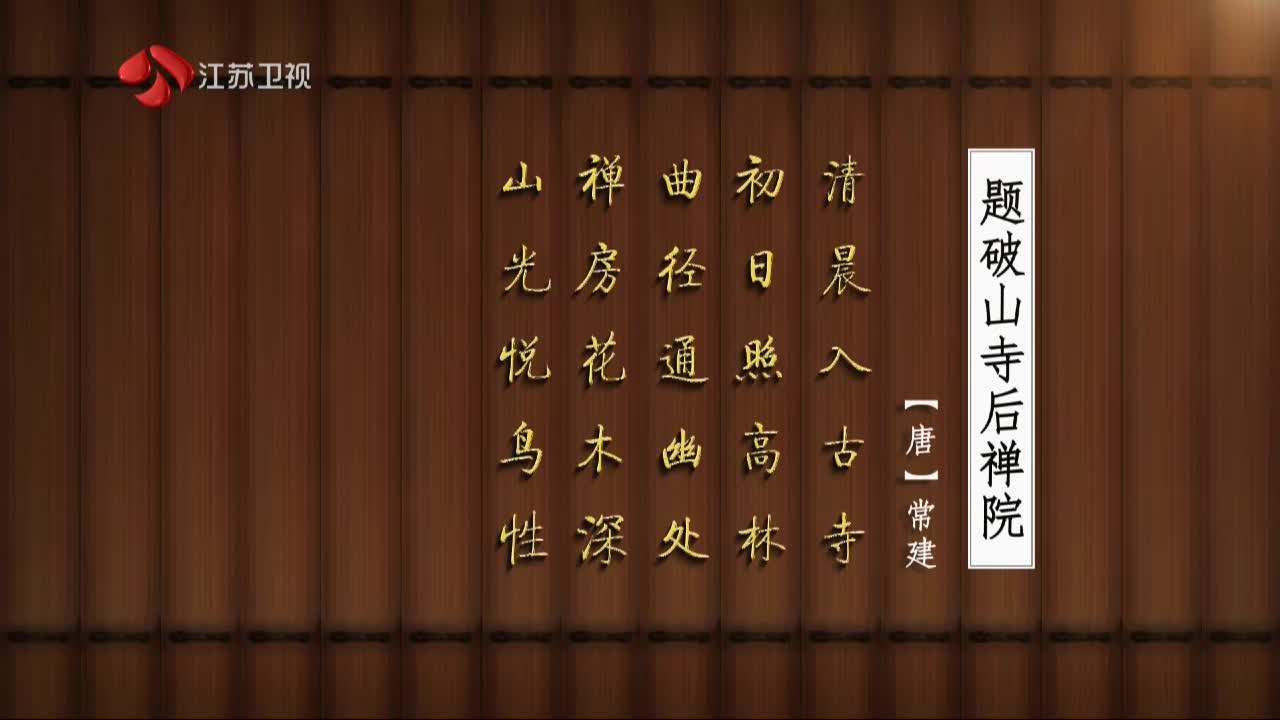 江苏卫视
题破山寺后禅院
【唐】常建
清晨入古寺
初日照高林
曲径通幽处
禅房花木深
山光悦鸟性